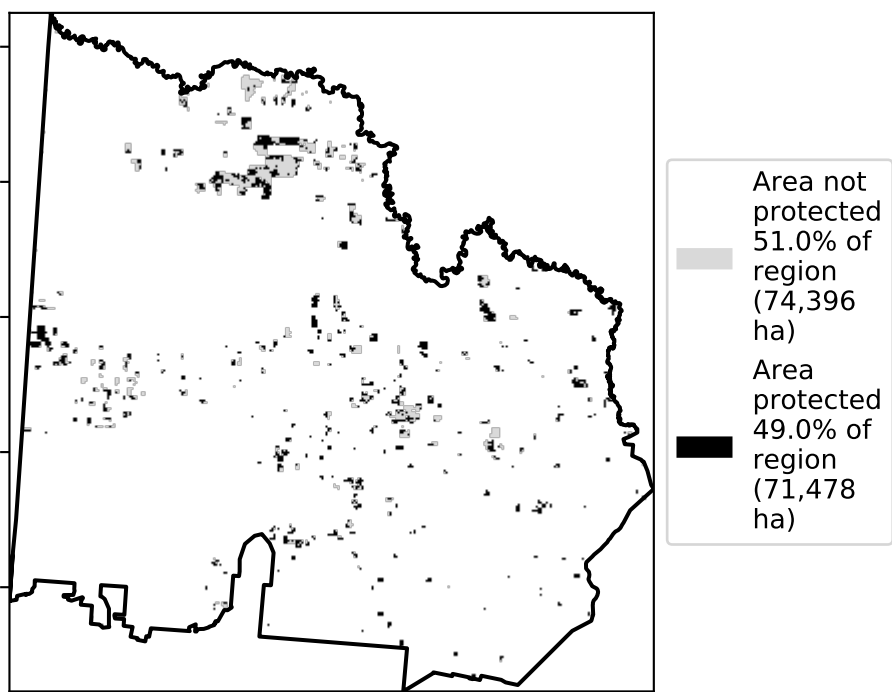 Area not
protected
51.0% of
region
(74,396
ha)
Area
protected
49.0% of
region
(71,478
ha)